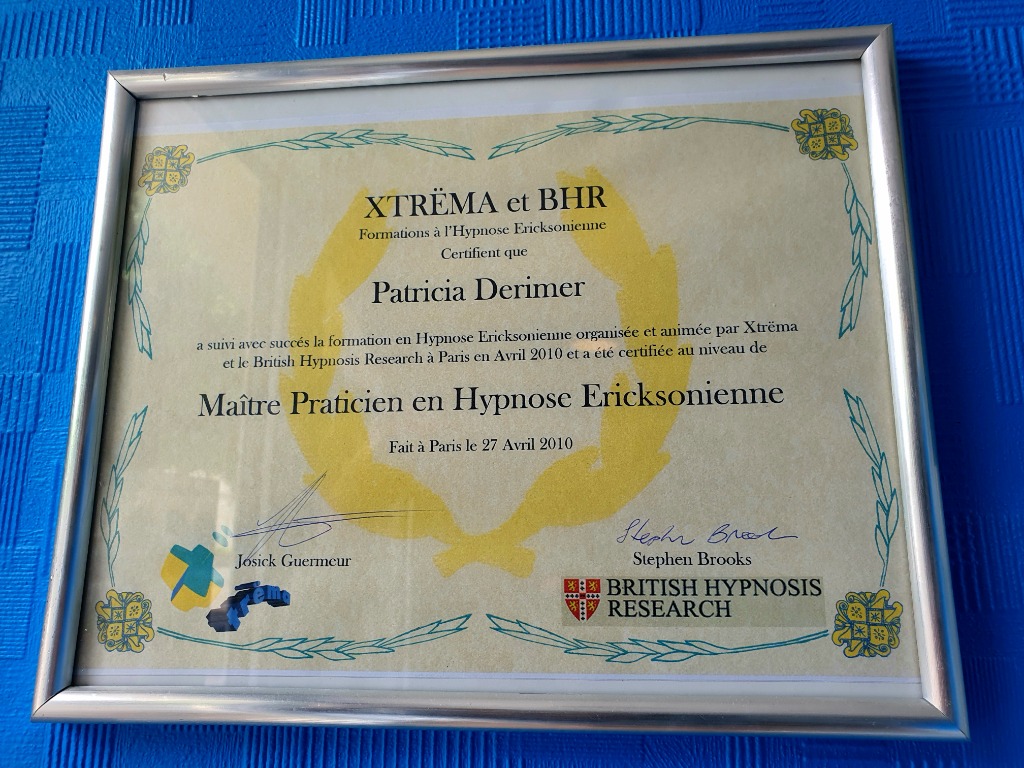 XTRËMA et BHR
Formations à l'Hypnose Ericksonienne
Certifient que
Patricia Derimer
a suivi avec succés la formation en Hypnose Ericksonienne organisée et animée par Xtrëma
et le British Hypnosis Research à Paris en Avril 2010 et a été certifiée au niveau de
Maître Praticien en Hypnose Ericksonienne
Fait à Paris le 27 Avril 2010
Stephen Brooks
Josick Guermeur
Stephen Brooks
BRITISH HYPNOSIS
RESEARCH